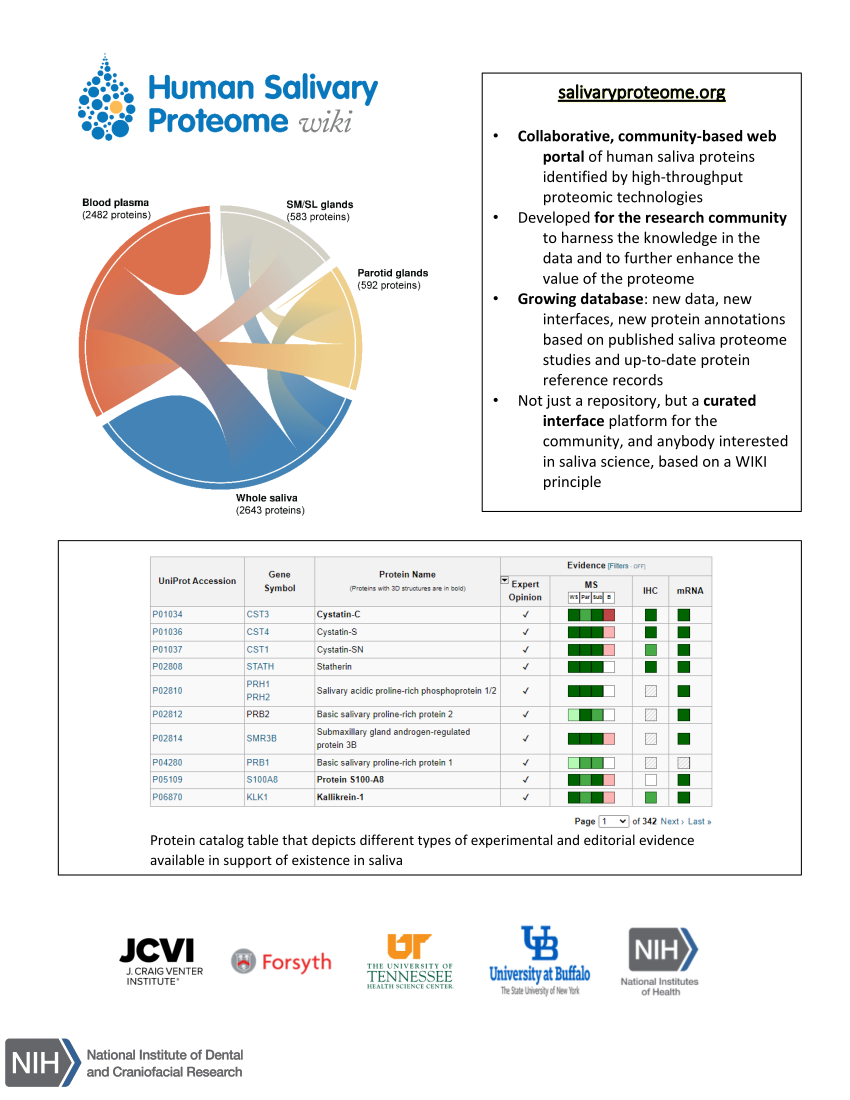 Human Salivary
Proteome wiki
salivaryproteome.org
• Collaborative, community-based web
portal of human saliva proteins
identified by high-throughput
proteomic technologies
• Developed for the research community
to harness the knowledge in the
data and to further enhance the
value of the proteome
• Growing database: new data, new
interfaces, new protein annotations
based on published saliva proteome
studies and up-to-date protein
reference records
• Not just a repository, but a curated
interface platform for the
community, and anybody interested
in saliva science, based on a WIKI
principle
Blood plasma
(2482 proteins)
SM/SL glands
(583 proteins)
Parotid glands
(592 proteins)
Whole saliva
(2643 proteins)
UniProt Accession
Gene
Symbol
Protein Name
(Proteins with 3D structures are in bold)
Evidence [Filters - OFF]
Expert
Opinion
MS
WS Par Sub B
IHC
mRNA
P01034 CST3 Cystatin-C ✓
P01036 CST4 Cystatin-S ✓
P01037 CST1 Cystatin-SN ✓
P02808 STATH Statherin ✓
P02810 PRH1 PRH2 Salivary acidic proline-rich phosphoprotein 1/2 ✓
P02812 PRB2 Basic salivary proline-rich protein 2 ✓
P02814 SMR3B Submaxillary gland androgen-regulated
protein 3B ✓
P04280 PRB1 Basic salivary proline-rich protein 1 ✓
P05109 S100A8 Protein S100-A8 ✓
P06870 KLK1 Kallikrein-1 ✓
Page 1 of 342 Next › Last »
Protein catalog table that depicts different types of experimental and editorial evidence
available in support of existence in saliva
JCVI
J. CRAIG VENTER
INSTITUTE
Forsyth
UT
THE UNIVERSITY OF
TENNESSEE
HEALTH SCIENCE CENTER
UB
University at Buffalo
The State University of New York
NIH
National Institutes
of Health
NIH
National Institute of Dental
and Craniofacial Research